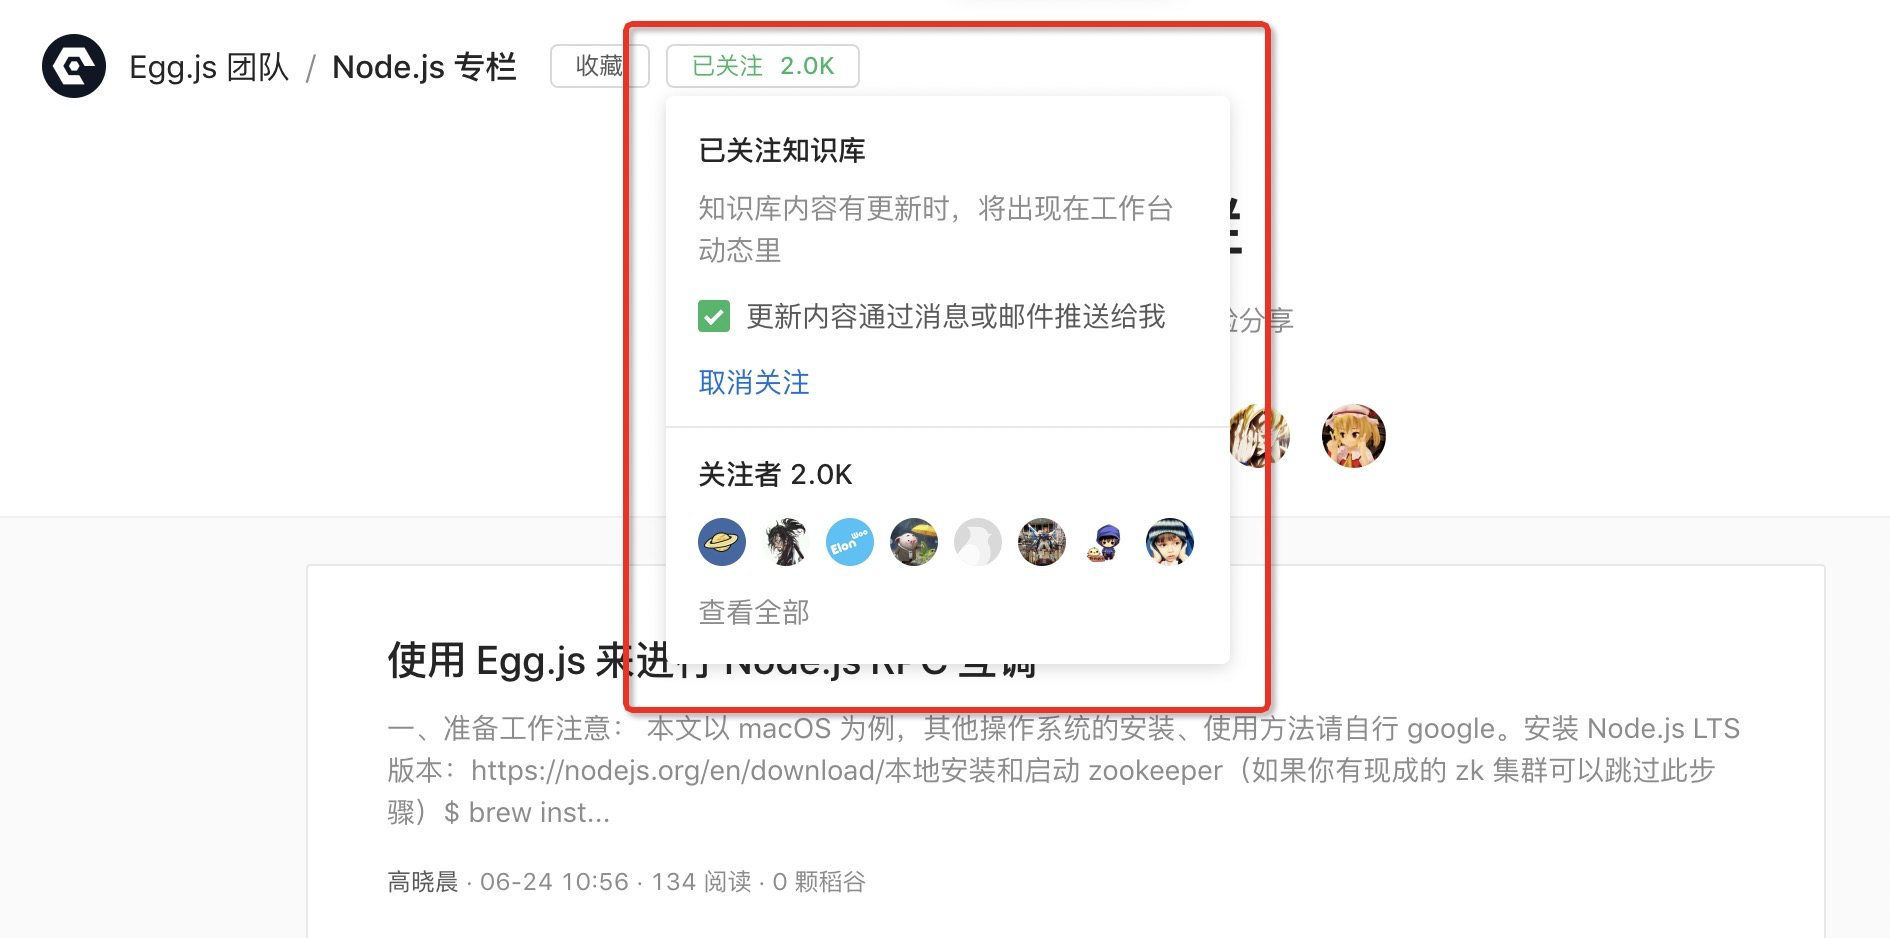 Egg.js 团队 / Node.js 专栏 收藏 已关注 2.0K
已关注知识库
知识库内容有更新时，将出现在工作台
动态里
更新内容通过消息或邮件推送给我
取消关注
分享
关注者 2.0K
Elon Woo
查看全部
使用 Egg.js 来进行 Node.js RPC 互调
一、准备工作注意： 本文以 macOS 为例，其他操作系统的安装、使用方法请自行 google。安装 Node.js LTS
版本：https://nodejs.org/en/download/本地安装和启动 zookeeper（如果你有现成的 zk 集群可以跳过此步
骤）$ brew inst...
高晓晨 · 06-24 10:56 · 134 阅读 · 0 颗稻谷